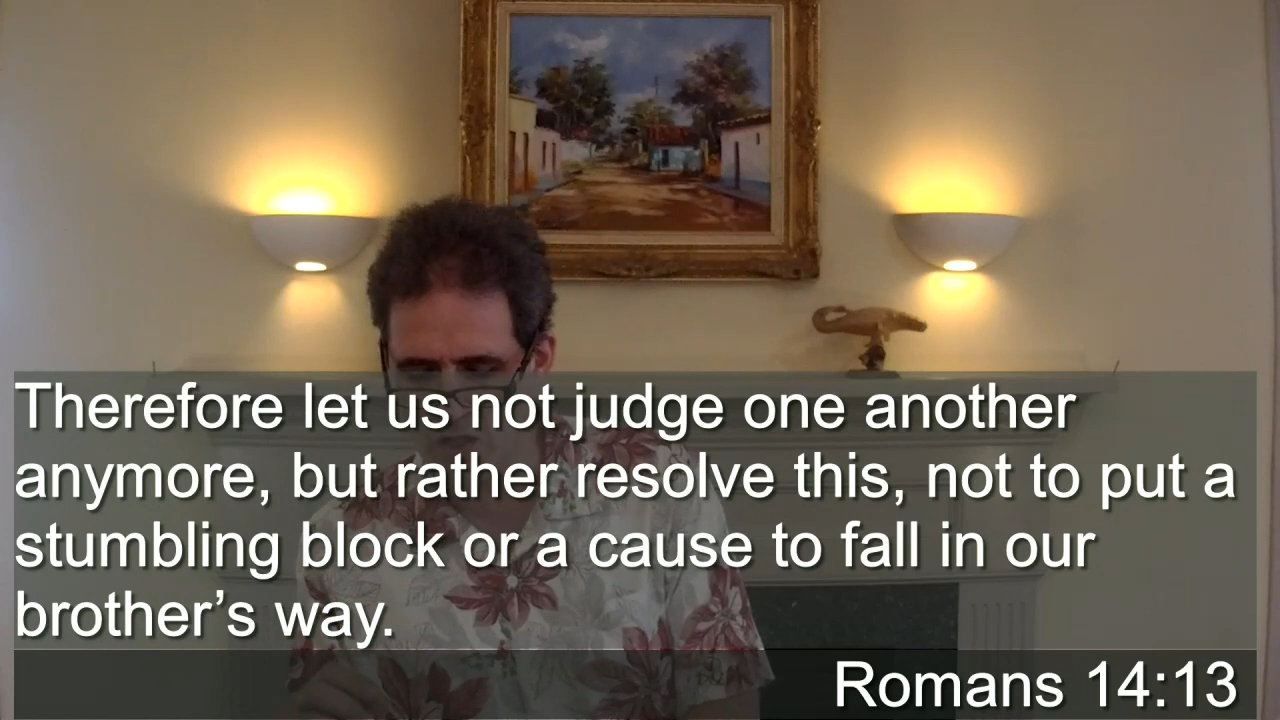 Therefore let us not judge one another
anymore, but rather resolve this, not to put a
stumbling block or a cause to fall in our
brother’s way.
Romans 14:13